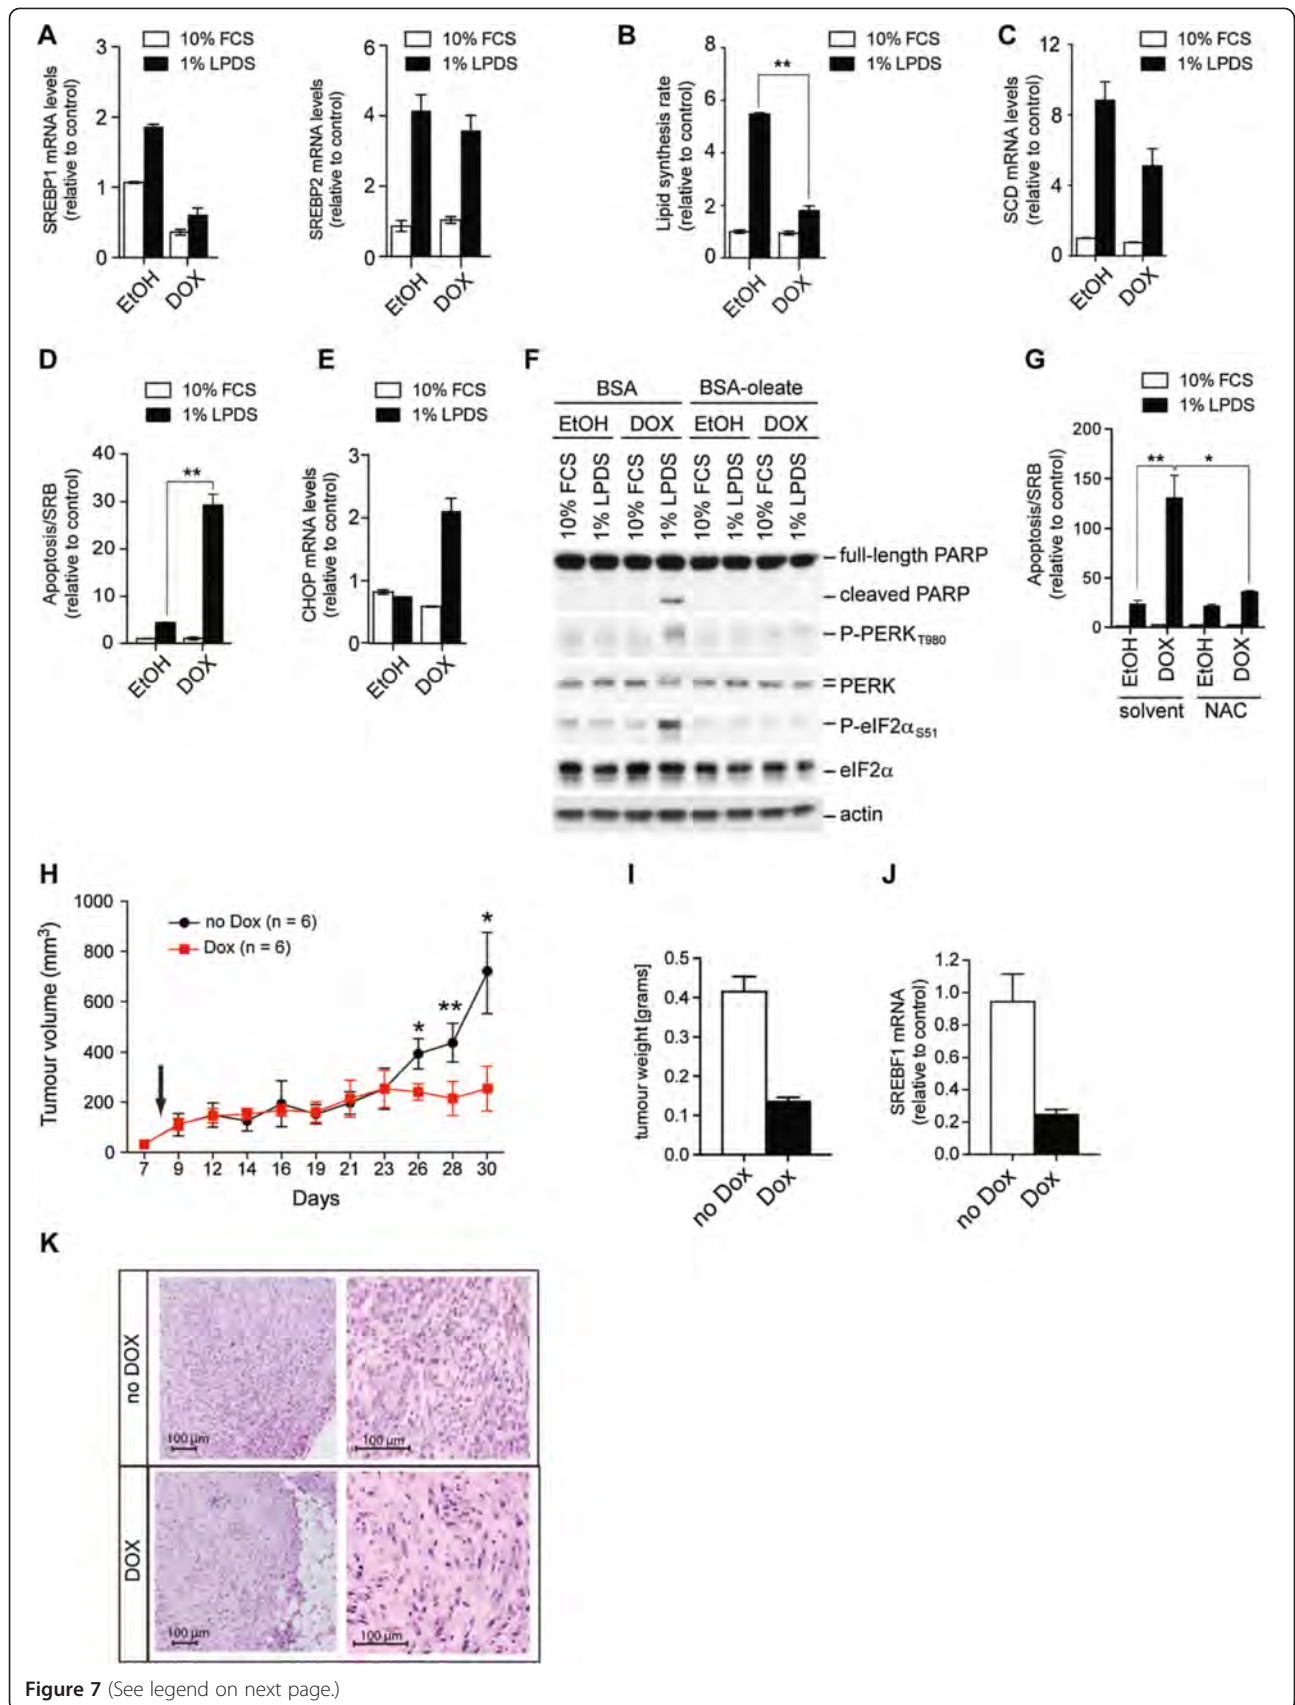 A
10% FCS
1% LPDS
SREBP1 mRNA levels
(relative to control)
3
2
1
0
EtOH
DOX
10% FCS
1% LPDS
SREBP2 mRNA levels
(relative to control)
6
4
2
0
EtOH
DOX
B
10% FCS
1% LPDS
Lipid synthesis rate
(relative to control)
8
6
4
2
0
**
EtOH
DOX
C
10% FCS
1% LPDS
SCD mRNA levels
(relative to control)
12
8
4
0
EtOH
DOX
D
10% FCS
1% LPDS
Apoptosis/SRB
(relative to control)
40
30
20
10
0
**
EtOH
DOX
E
10% FCS
1% LPDS
CHOP mRNA levels
(relative to control)
3
2
1
0
EtOH
DOX
F
BSA BSA-oleate
EtOH DOX EtOH DOX
10% FCS 1% LPDS 10% FCS 1% LPDS 10% FCS 1% LPDS 10% FCS 1% LPDS
full-length PARP
cleaved PARP
P-PERKT980
PERK
P-eIF2αS51
eIF2α
actin
G
10% FCS
1% LPDS
Apoptosis/SRB
(relative to control)
200
150
100
50
0
** *
EtOH DOX EtOH DOX
solvent NAC
H
Tumour volume (mm3)
1000
800
600
400
200
0
no Dox (n = 6)
Dox (n = 6)
* ** *
7 9 12 14 16 19 21 23 26 28 30
Days
I
tumour weight [grams]
0.5
0.4
0.3
0.2
0.1
0.0
no Dox
Dox
J
SREBF1 mRNA
(relative to control)
1.2
1.0
0.8
0.6
0.4
0.2
0.0
no Dox
Dox
K
no DOX
100 µm
100 µm
DOX
100 µm
100 µm
Figure 7 (See legend on next page.)